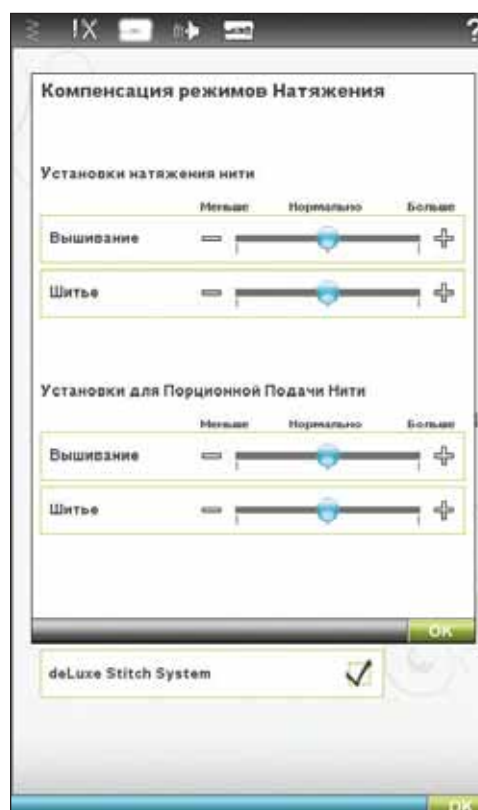 !X
?
Компенсация режимов Натяжения
Установки натяжения нити
Меньше Нормально Больше
Вышивание
Шитье
Установки для Порционной Подачи Нити
Меньше Нормально Больше
Вышивание
Шитье
OK
deLuxe Stitch System
OK